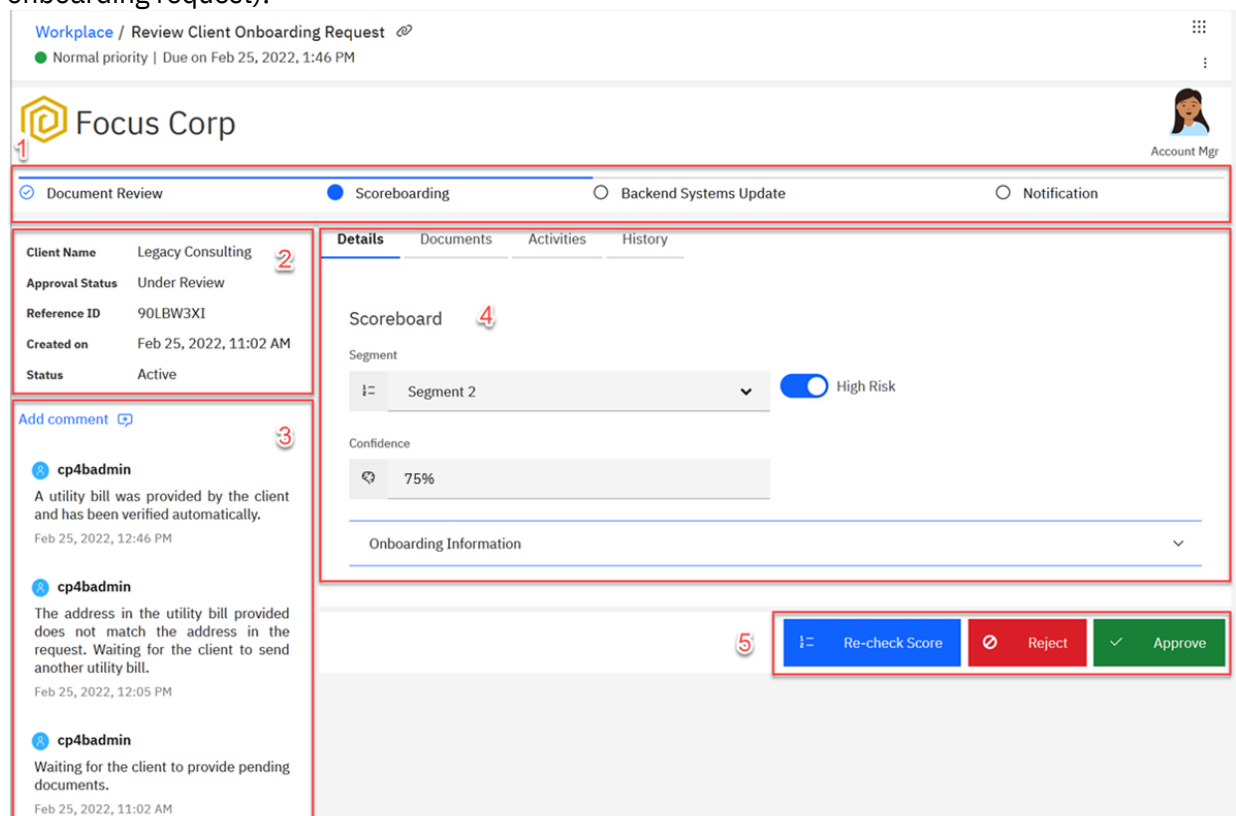 onboarding request).
Workplace / Review Client Onboarding Request
Normal priority | Due on Feb 25, 2022, 1:46 PM
Focus Corp
Account Mgr
1
Document Review
Scoreboarding
Backend Systems Update
Notification
2
Client Name Legacy Consulting
Approval Status Under Review
Reference ID 90LBW3XI
Created on Feb 25, 2022, 11:02 AM
Status Active
3
Add comment
cp4badmin
A utility bill was provided by the client
and has been verified automatically.
Feb 25, 2022, 12:46 PM
cp4badmin
The address in the utility bill provided
does not match the address in the
request. Waiting for the client to send
another utility bill.
Feb 25, 2022, 12:05 PM
cp4badmin
Waiting for the client to provide pending
documents.
Feb 25, 2022, 11:02 AM
Details Documents Activities History
Scoreboard 4
Segment
Segment 2
High Risk
Confidence
75%
Onboarding Information
5
Re-check Score
Reject
Approve